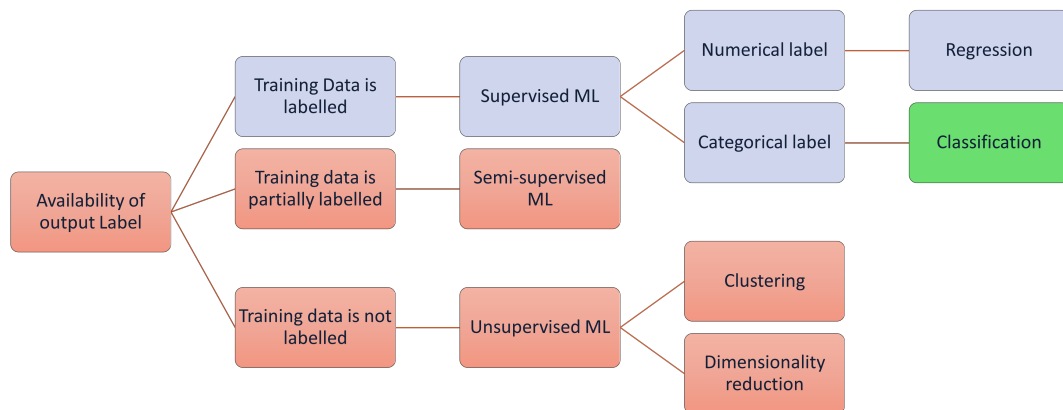 Availability of
output Label
Training Data is
labelled
Supervised ML
Numerical label
Regression
Categorical label
Classification
Training data is
partially labelled
Semi-supervised
ML
Training data is not
labelled
Unsupervised ML
Clustering
Dimensionality
reduction